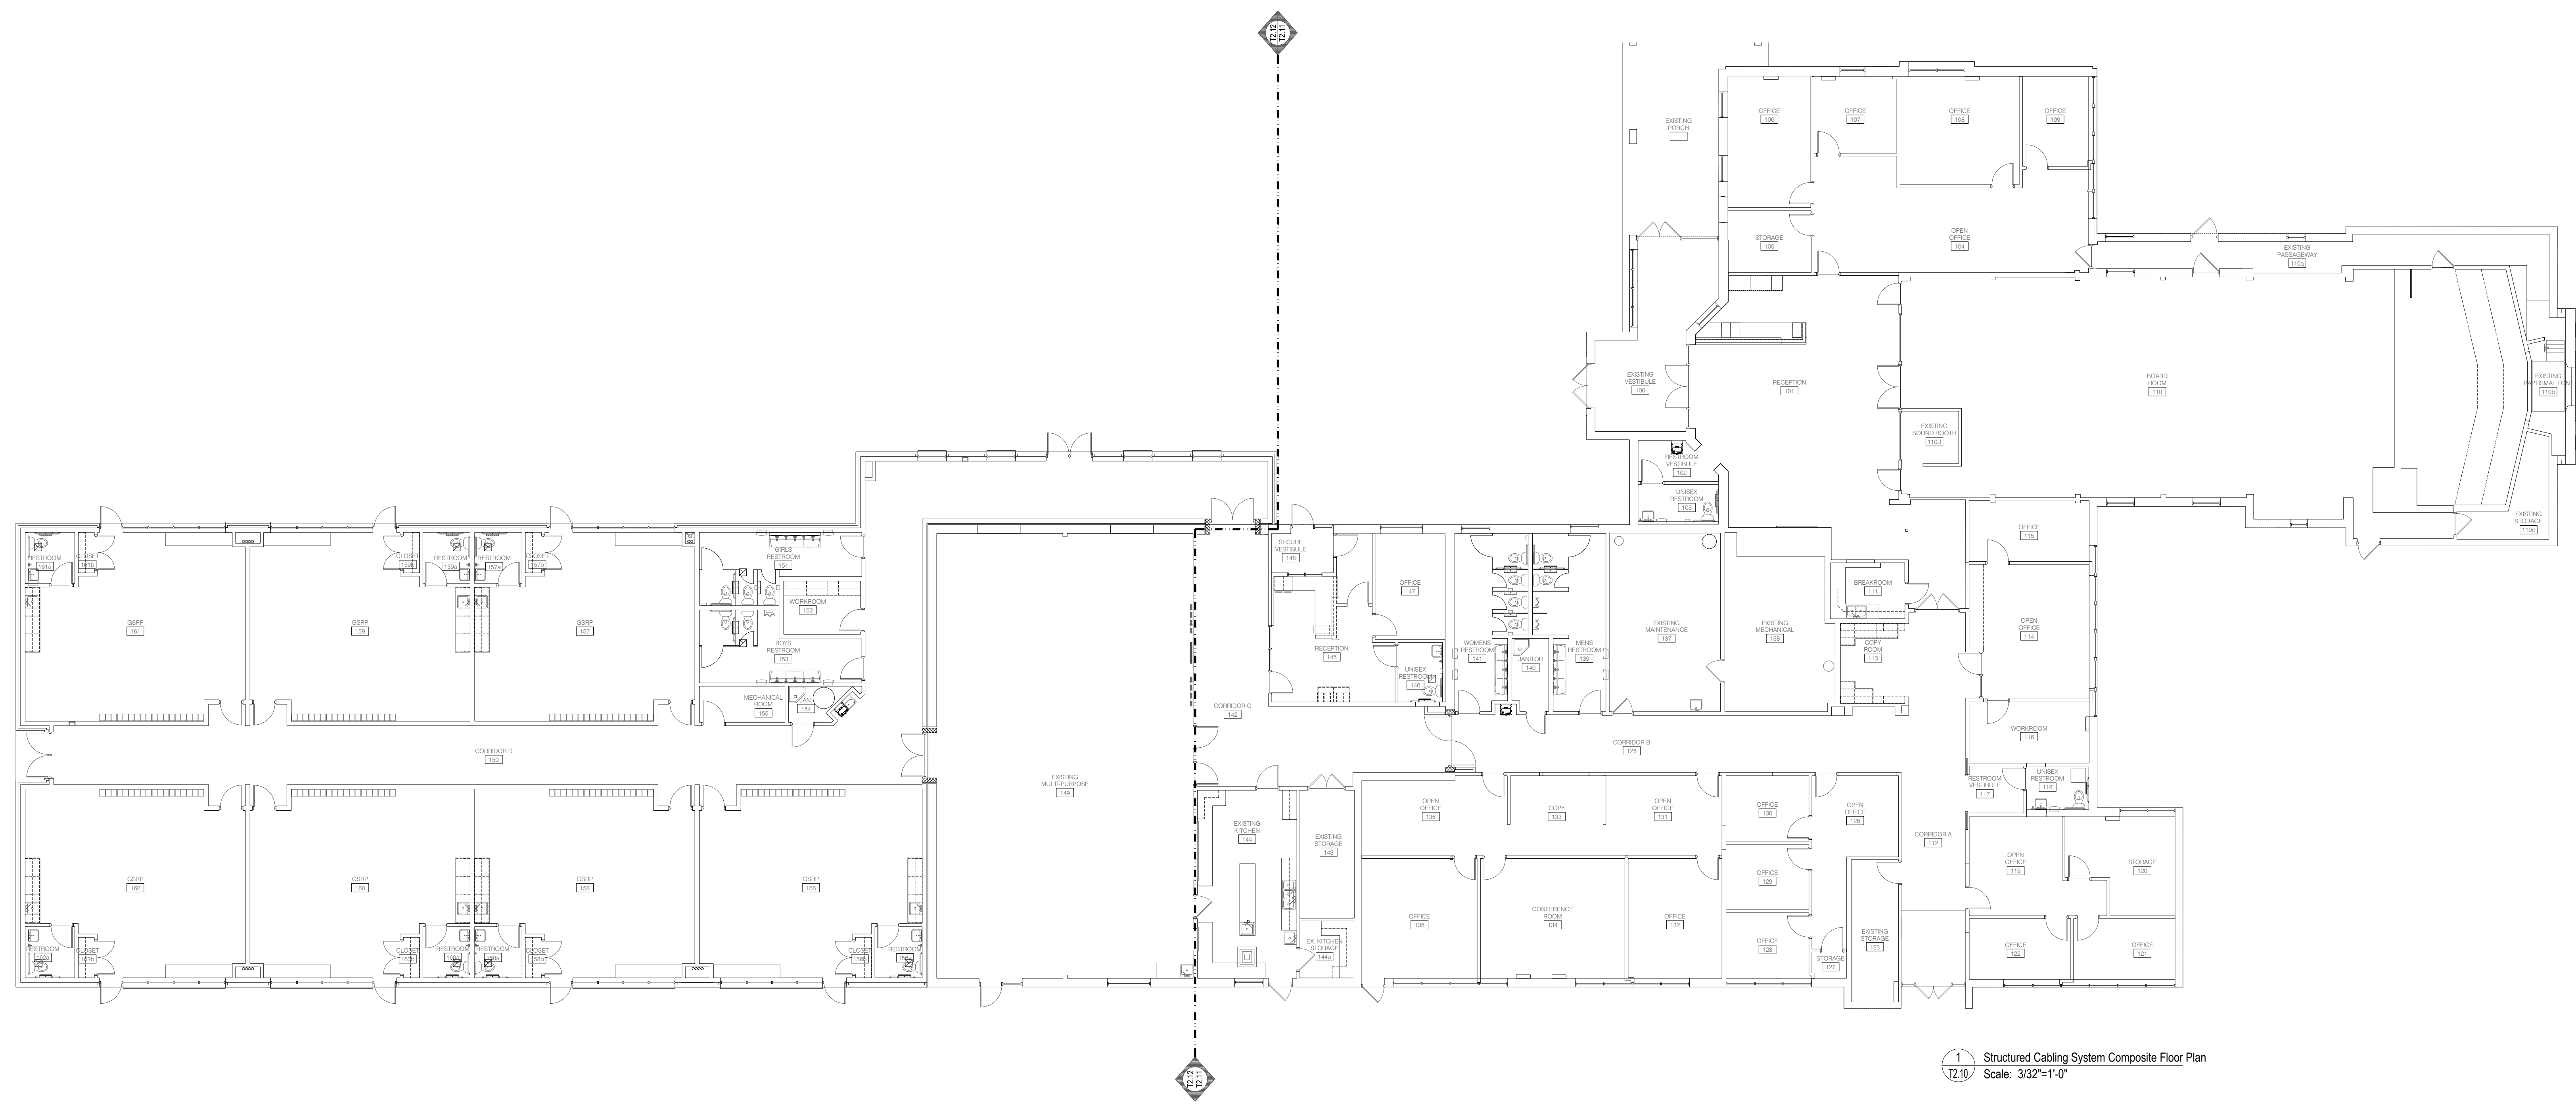 T2.12
T2.11
EXISTING
PORCH
OFFICE
106
OFFICE
107
OFFICE
108
OFFICE
109
STORAGE
105
OPEN
OFFICE
104
EXISTING
PASSAGEWAY
110a
EXISTING
VESTIBULE
100
RECEPTION
101
BOARD
ROOM
110
EXISTING
BAPTISMAL FONT
110b
EXISTING
SOUND BOOTH
110d
RESTROOM
VESTIBULE
102
UNISEX
RESTROOM
103
EXISTING
STORAGE
110c
OFFICE
115
BREAKROOM
111
OPEN
OFFICE
114
COPY
ROOM
113
WORKROOM
116
RESTROOM
VESTIBULE
117
UNISEX
RESTROOM
118
RESTROOM
161a
CLOSET
161b
CLOSET
159b
RESTROOM
159a
RESTROOM
157a
CLOSET
157b
GIRLS
RESTROOM
151
WORKROOM
152
BOYS
RESTROOM
153
GSRP
161
GSRP
159
GSRP
157
MECHANICAL
ROOM
155
JAN.
154
CORRIDOR D
150
EXISTING
MULTI-PURPOSE
149
SECURE
VESTIBULE
148
OFFICE
147
RECEPTION
145
UNISEX
RESTROOM
146
WOMENS
RESTROOM
141
JANITOR
140
MENS
RESTROOM
139
EXISTING
MAINTENANCE
137
EXISTING
MECHANICAL
138
CORRIDOR C
142
CORRIDOR B
125
GSRP
162
GSRP
160
GSRP
158
GSRP
156
RESTROOM
162a
CLOSET
162b
CLOSET
160b
RESTROOM
160a
RESTROOM
158a
CLOSET
158b
CLOSET
156b
RESTROOM
156a
EXISTING
KITCHEN
144
EXISTING
STORAGE
143
EX. KITCHEN
STORAGE
144a
OPEN
OFFICE
136
COPY
133
OPEN
OFFICE
131
OFFICE
130
OPEN
OFFICE
126
CORRIDOR A
112
OFFICE
135
CONFERENCE
ROOM
134
OFFICE
132
OFFICE
129
OFFICE
128
STORAGE
127
EXISTING
STORAGE
123
OPEN
OFFICE
119
STORAGE
120
OFFICE
122
OFFICE
121
T2.12
T2.11
1
T2.10
Structured Cabling System Composite Floor Plan
Scale: 3/32"=1'-0"